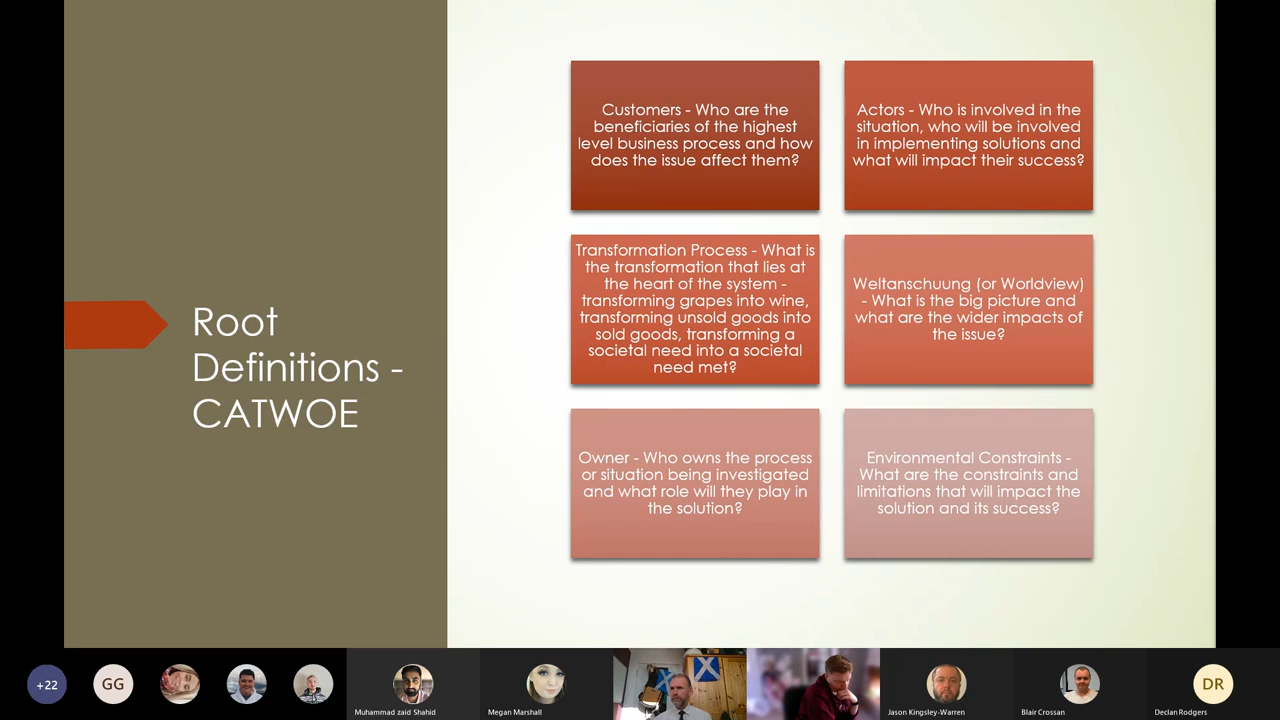 Root
Definitions -
CATWOE
Customers - Who are the
beneficiaries of the highest
level business process and how
does the issue affect them?
Actors - Who is involved in the
situation, who will be involved
in implementing solutions and
what will impact their success?
Transformation Process - What is
the transformation that lies at
the heart of the system -
transforming grapes into wine,
transforming unsold goods into
sold goods, transforming a
societal need into a societal
need met?
Weltanschuung (or Worldview)
- What is the big picture and
what are the wider impacts of
the issue?
Owner - Who owns the process
or situation being investigated
and what role will they play in
the solution?
Environmental Constraints -
What are the constraints and
limitations that will impact the
solution and its success?
+22
GG
Muhammad zaid Shahid
Megan Marshall
Jason Kingsley-Warren
Blair Crossan
DR
Declan Rodgers